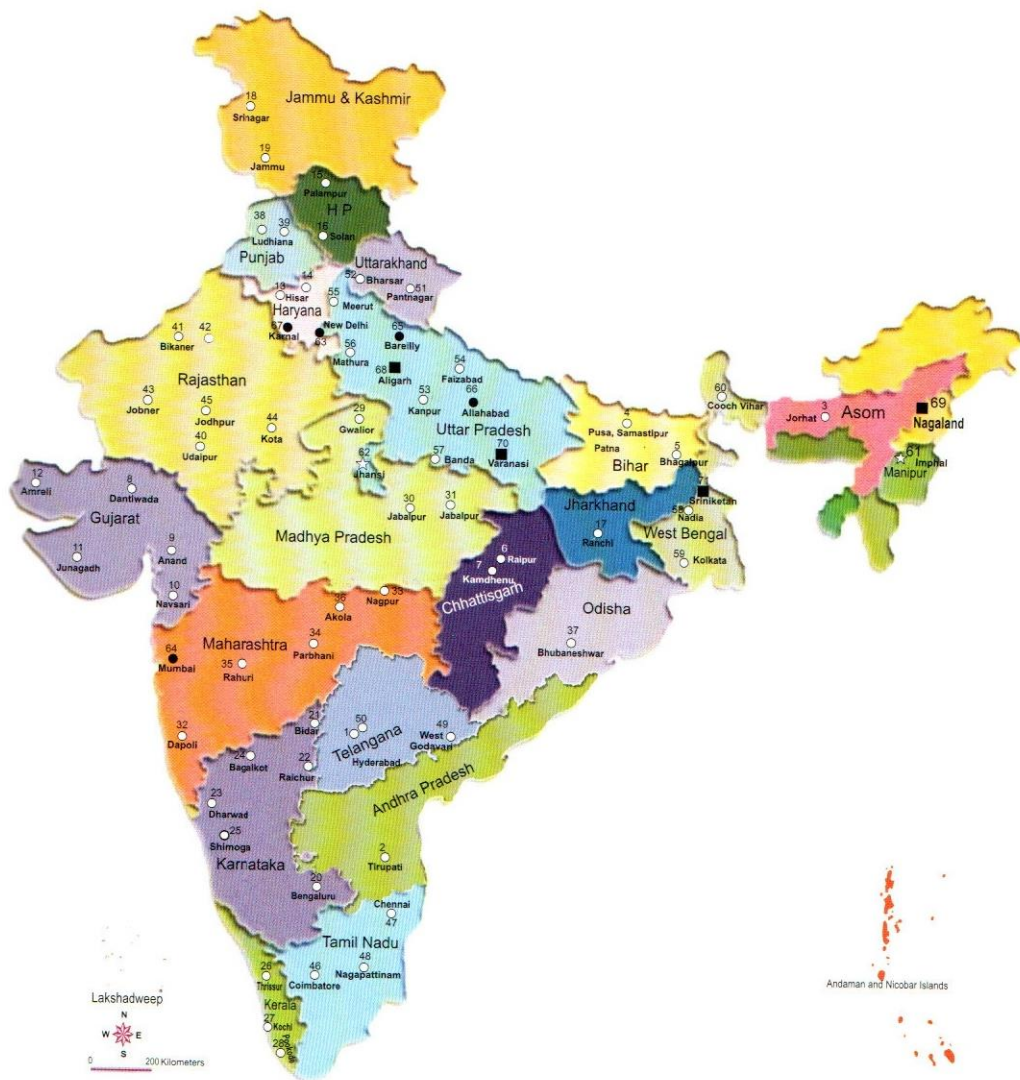 18
Jammu & Kashmir
Srinagar
19
Jammu
15
Palampur
H P
38
39
16
Ludhiana
Solan
Punjab
Uttarakhand
52
Bharsar
14
13
51
Hisar
55
Pantnagar
Haryana
Meerut
67
New Delhi
65
Karnal
63
Bareilly
41
42
Bikaner
56
Mathura
54
68
Aligarh
Faizabad
Rajasthan
43
Jobner
45
Jodhpur
53
Kanpur
66
Allahabad
60
Cooch Vihar
3
Jorhat
Asom
69
Nagaland
29
Gwalior
44
Kota
Uttar Pradesh
4
Pusa, Samastipur
Patna
Bihar
5
Bhagalpur
40
Udaipur
62
Jhansi
57
Banda
70
Varanasi
61
Imphal
Manipur
12
Amreli
8
Dantiwada
71
Sriniketan
Gujarat
30
Jabalpur
31
Jabalpur
Jharkhand
58
Nadia
17
Ranchi
West Bengal
Madhya Pradesh
9
Anand
11
Junagadh
6
Raipur
7
Kamdhenu
59
Kolkata
Chhattisgarh
10
Navsari
33
Nagpur
36
Akola
Odisha
37
Bhubaneshwar
Maharashtra
34
Parbhani
64
Mumbai
35
Rahuri
32
Dapoli
21
Bidar
1
50
49
West
Godavari
Telangana
Hyderabad
24
Bagalkot
22
Raichur
Andhra Pradesh
23
Dharwad
25
Shimoga
Karnataka
2
Tirupati
20
Bengaluru
Chennai
47
Tamil Nadu
26
Thrissur
46
Coimbatore
48
Nagapattinam
Kerala
27
Kochi
28
Lakshadweep
N
W E
S
0 200 Kilometers
Andaman and Nicobar Islands